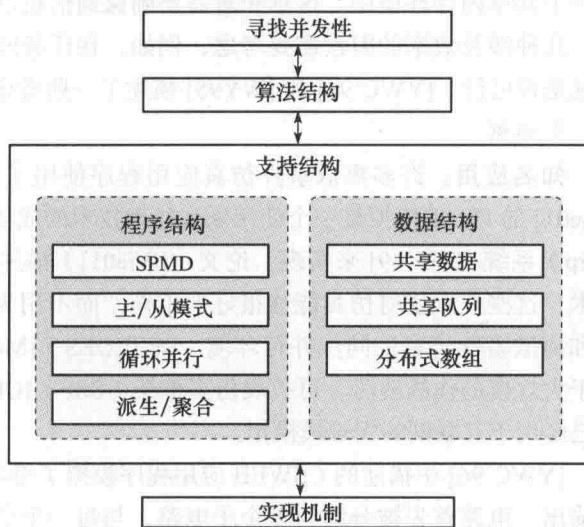 寻找并发性
算法结构
支持结构
程序结构
SPMD
主/从模式
循环并行
派生/聚合
数据结构
共享数据
共享队列
分布式数组
实现机制